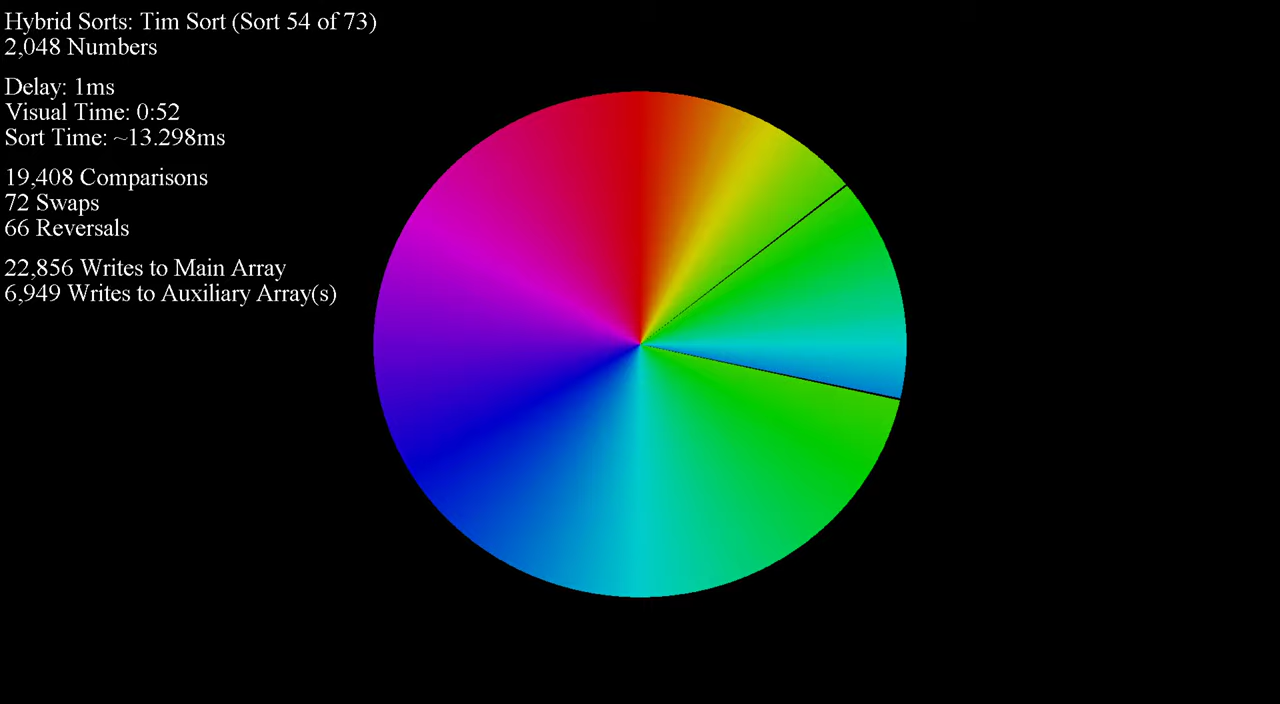 Hybrid Sorts: Tim Sort (Sort 54 of 73)
2,048 Numbers
Delay: 1ms
Visual Time: 0:52
Sort Time: ~13.298ms
19,408 Comparisons
72 Swaps
66 Reversals
22,856 Writes to Main Array
6,949 Writes to Auxiliary Array(s)